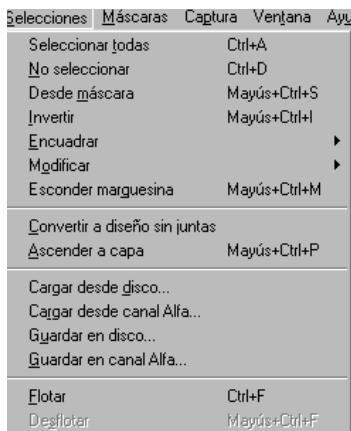 Selecciones Máscaras Captura Ventana Ayu
Seleccionar todas Ctrl+A
No seleccionar Ctrl+D
Desde máscara Mayús+Ctrl+S
Invertir Mayús+Ctrl+I
Encuadrar
Modificar
Esconder marguesina Mayús+Ctrl+M
Convertir a diseño sin juntas
Ascender a capa Mayús+Ctrl+P
Cargar desde disco...
Cargar desde canal Alfa...
Guardar en disco...
Guardar en canal Alfa...
Flotar Ctrl+F
Desflotar Mayús+Ctrl+F